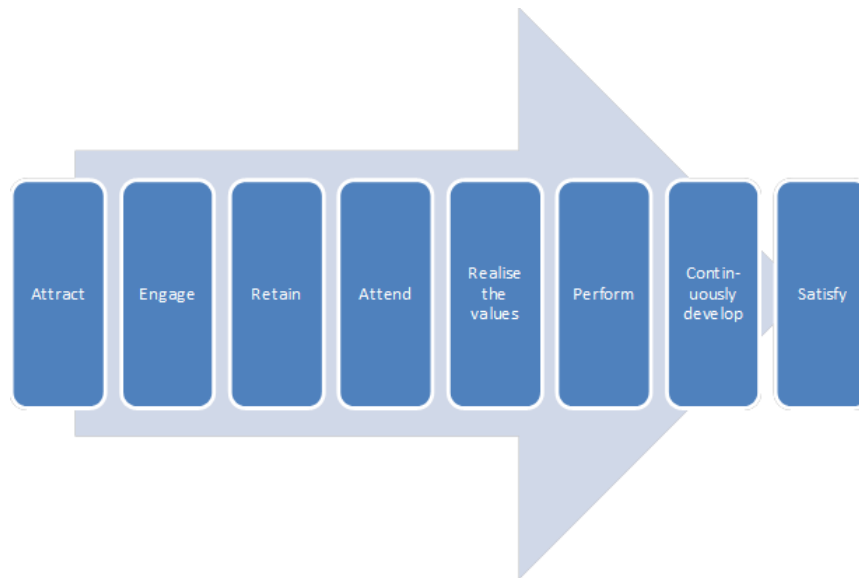 Attract
Engage
Retain
Attend
Realise
the
values
Perform
Contin-
uously
develop
Satisfy